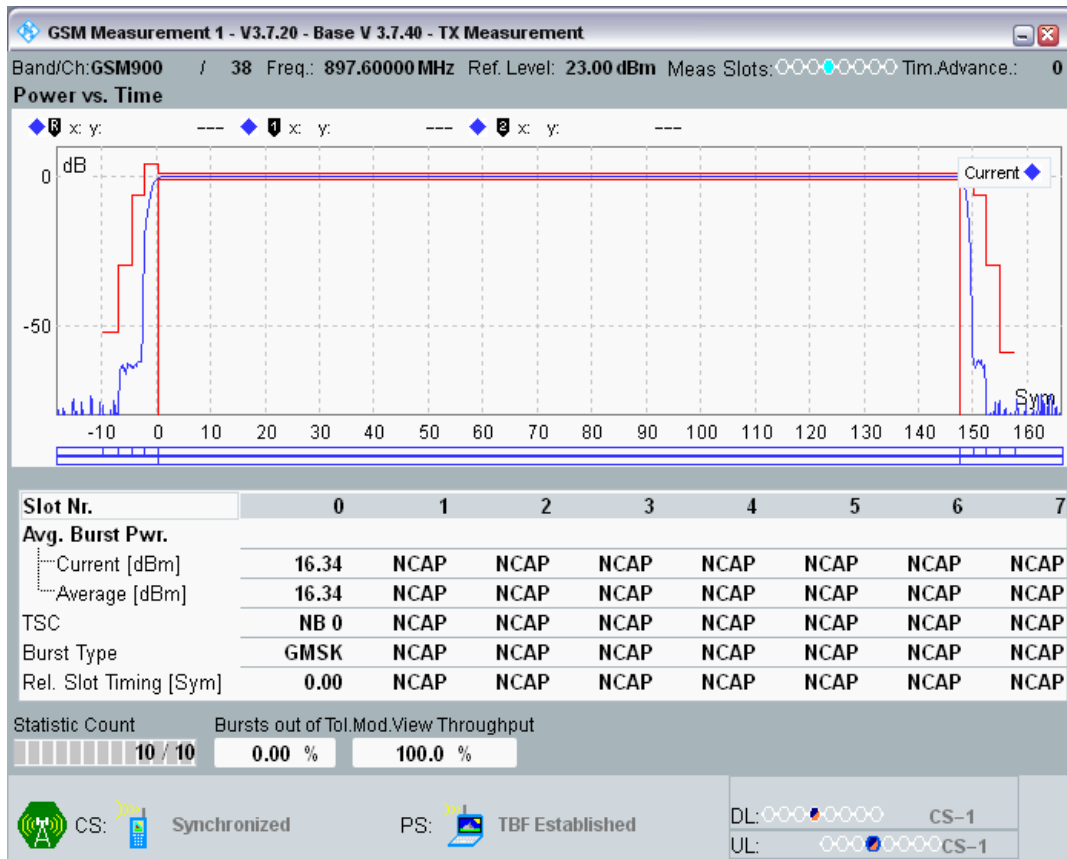 GSM Measurement 1 - V3.7.20 - Base V 3.7.40 - TX Measurement
Band/Ch:GSM900 / 38 Freq.: 897.60000 MHz Ref. Level: 23.00 dBm Meas Slots: Tim.Advance.: 0
Power vs. Time
R x: y: --- 1 x: y: --- 2 x: y: ---
dB
Current
0
-50
Sym
-10 0 10 20 30 40 50 60 70 80 90 100 110 120 130 140 150 160
Slot Nr. 0 1 2 3 4 5 6 7
Avg. Burst Pwr.
Current [dBm] 16.34 NCAP NCAP NCAP NCAP NCAP NCAP NCAP
Average [dBm] 16.34 NCAP NCAP NCAP NCAP NCAP NCAP NCAP
TSC NB 0 NCAP NCAP NCAP NCAP NCAP NCAP NCAP
Burst Type GMSK NCAP NCAP NCAP NCAP NCAP NCAP NCAP
Rel. Slot Timing [Sym] 0.00 NCAP NCAP NCAP NCAP NCAP NCAP NCAP
Statistic Count Bursts out of Tol.Mod.View Throughput
10 / 10 0.00 % 100.0 %
CS: Synchronized PS: TBF Established DL: CS-1
UL: CS-1